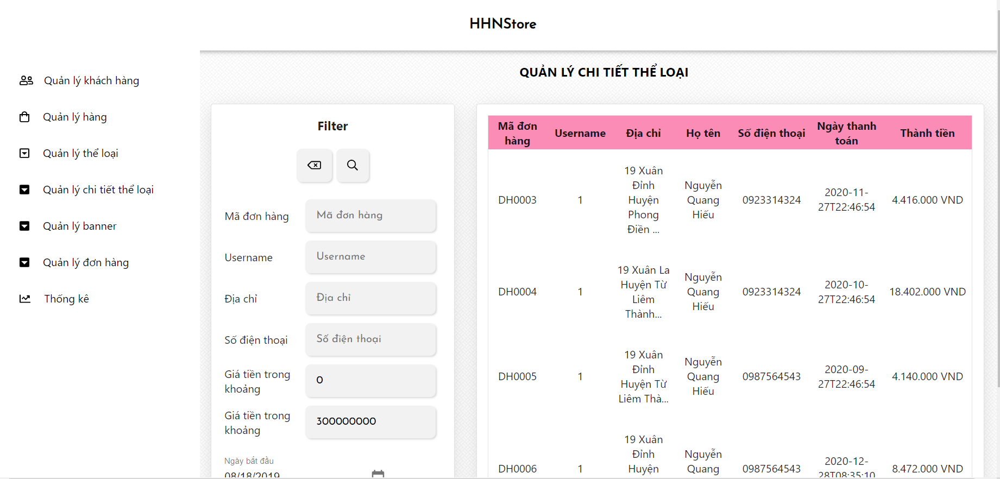 HHNStore
Quản lý khách hàng
Quản lý hàng
Quản lý thể loại
Quản lý chi tiết thể loại
Quản lý banner
Quản lý đơn hàng
Thống kê
QUẢN LÝ CHI TIẾT THỂ LOẠI
Filter
Mã đơn hàng
Mã đơn hàng
Username
Username
Địa chỉ
Địa chỉ
Số điện thoại
Số điện thoại
Giá tiền trong
khoảng
0
Giá tiền trong
khoảng
300000000
Ngày bắt đầu
08/18/2019
Mã đơn
hàng
Username
Địa chỉ
Họ tên
Số điện thoại
Ngày thanh
toán
Thành tiền
DH0003
1
19 Xuân
Đỉnh
Huyện
Phong
Điền ...
Nguyễn
Quang
Hiếu
0923314324
2020-11-
27T22:46:54
4.416.000 VND
DH0004
1
19 Xuân La
Huyện Từ
Liêm
Thành...
Nguyễn
Quang
Hiếu
0923314324
2020-10-
27T22:46:54
18.402.000 VND
DH0005
1
19 Xuân
Đỉnh
Huyện Từ
Liêm Thà...
Nguyễn
Quang
Hiếu
0987564543
2020-09-
27T22:46:54
4.140.000 VND
DH0006
1
19 Xuân
Đỉnh
Huyện
Nguyễn
Quang
0987564543
2020-12-
28T08:35:10
8.472.000 VND